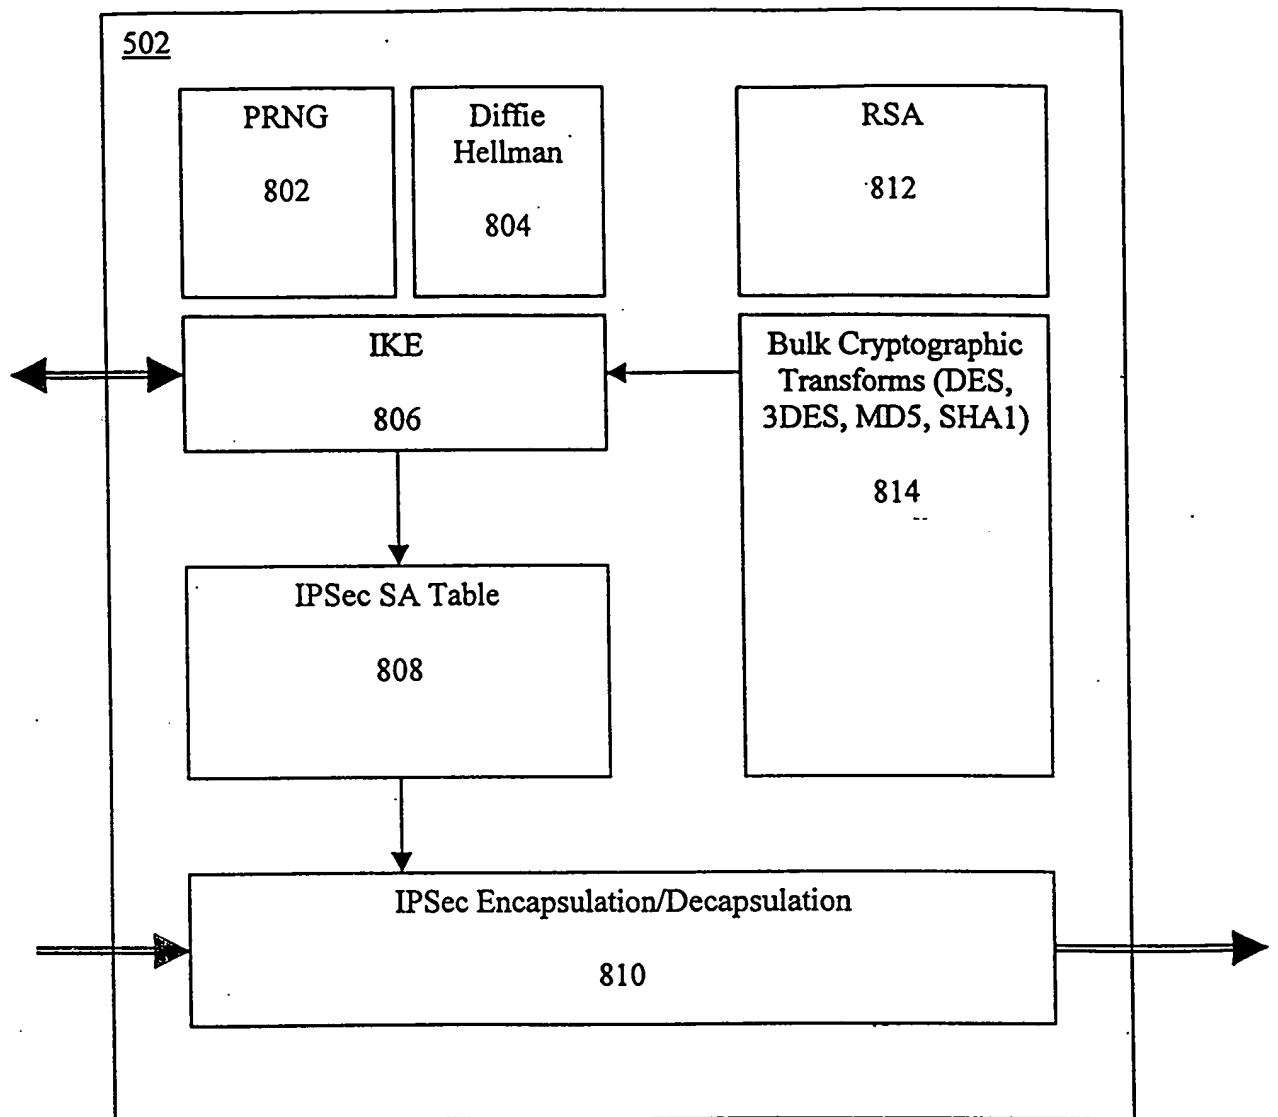 502
PRNG
802
Diffie
Hellman
804
RSA
812
IKE
806
Bulk Cryptographic
Transforms (DES,
3DES, MD5, SHA1)
814
IPSec SA Table
808
IPSec Encapsulation/Decapsulation
810